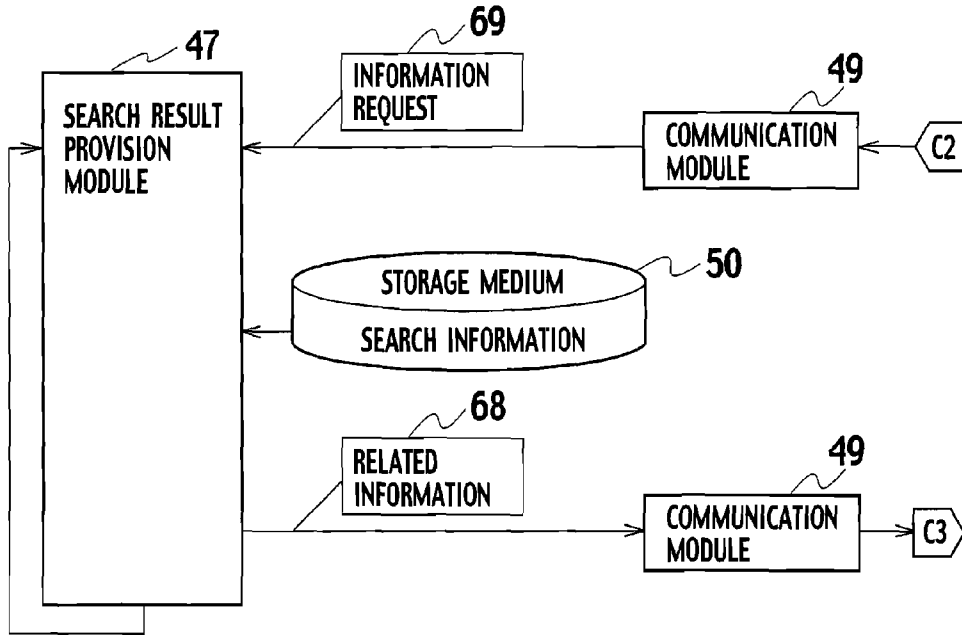 47
SEARCH RESULT
PROVISION
MODULE
69
INFORMATION
REQUEST
49
COMMUNICATION
MODULE
C2
50
STORAGE MEDIUM
SEARCH INFORMATION
68
RELATED
INFORMATION
49
COMMUNICATION
MODULE
C3